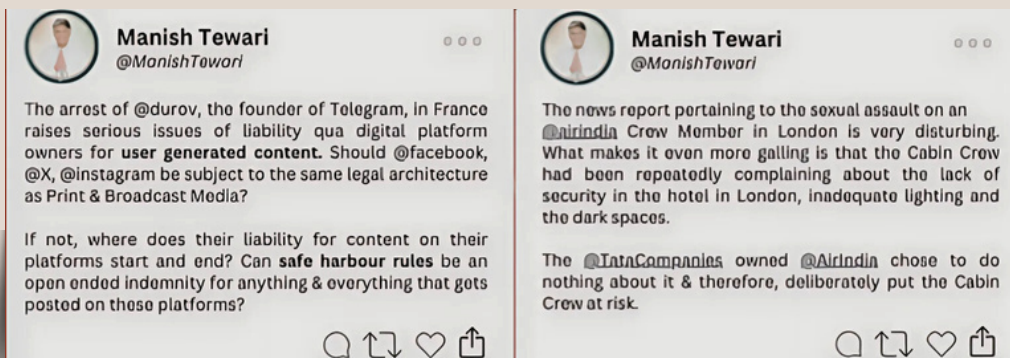 Manish Tewari
@ManishTewari
The arrest of @durov, the founder of Telegram, in France
raises serious issues of liability qua digital platform
owners for user generated content. Should @facebook,
@X, @instagram be subject to the same legal architecture
as Print & Broadcast Media?
If not, where does their liability for content on their
platforms start and end? Can safe harbour rules be an
open ended indemnity for anything & everything that gets
posted on these platforms?
Manish Tewari
@ManishTewari
The news report pertaining to the sexual assault on an
@airindia Crew Member in London is very disturbing.
What makes it even more galling is that the Cabin Crew
had been repeatedly complaining about the lack of
security in the hotel in London, inadequate lighting and
the dark spaces.
The @TataCompanies owned @AirIndia chose to do
nothing about it & therefore, deliberately put the Cabin
Crew at risk.